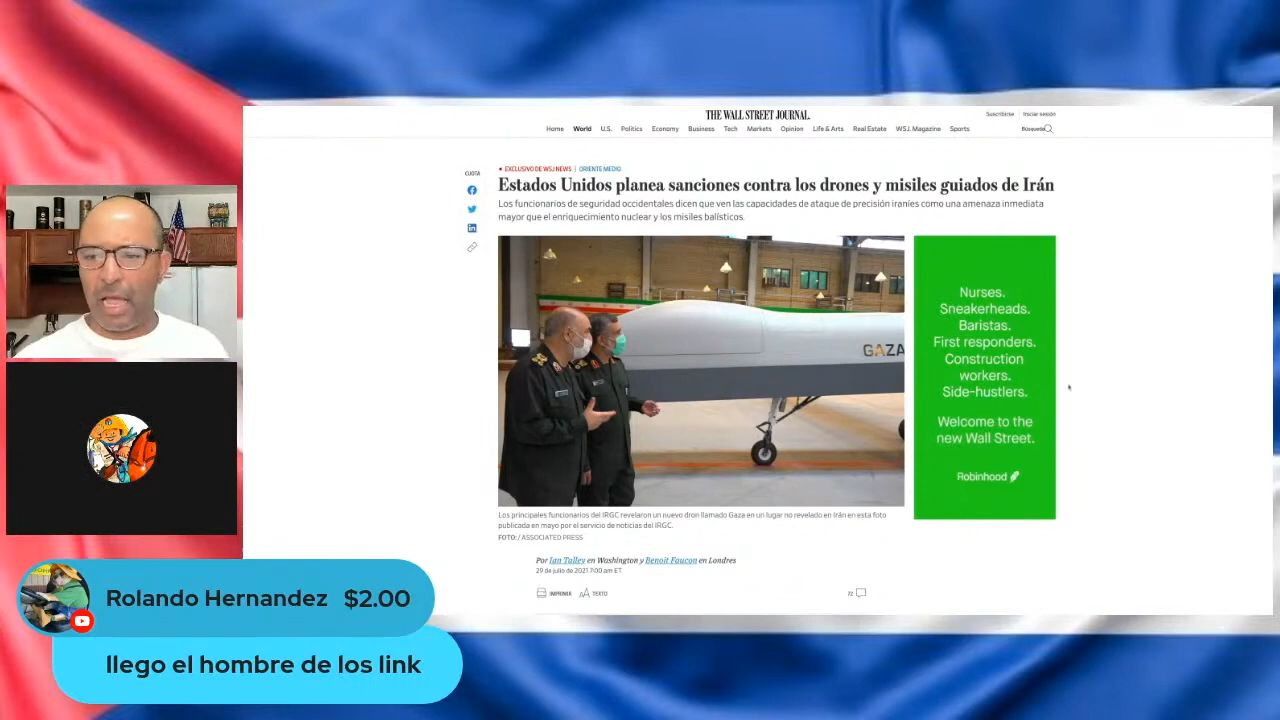 THE WALL STREET JOURNAL.
Suscribirse | Iniciar sesión
Home World U.S. Politics Economy Business Tech Markets Opinion Life & Arts Real Estate WSJ. Magazine Sports
Búsqueda
CUOTA
EXCLUSIVO DE WSJ NEWS | ORIENTE MEDIO
Estados Unidos planea sanciones contra los drones y misiles guiados de Irán
Los funcionarios de seguridad occidentales dicen que ven las capacidades de ataque de precisión iraníes como una amenaza inmediata
mayor que el enriquecimiento nuclear y los misiles balísticos.
GAZA
Nurses.
Sneakerheads.
Baristas.
First responders.
Construction
workers.
Side-hustlers.
Welcome to the
new Wall Street.
Robinhood
Los principales funcionarios del IRGC revelaron un nuevo dron llamado Gaza en un lugar no revelado en Irán en esta foto
publicada en mayo por el servicio de noticias del IRGC.
FOTO: / ASSOCIATED PRESS
Por Ian Talley en Washington y Benoit Faucon en Londres
29 de julio de 2021 7:00 am ET
IMPRIMIR AA TEXTO
72
Rolando Hernandez $2.00
llego el hombre de los link